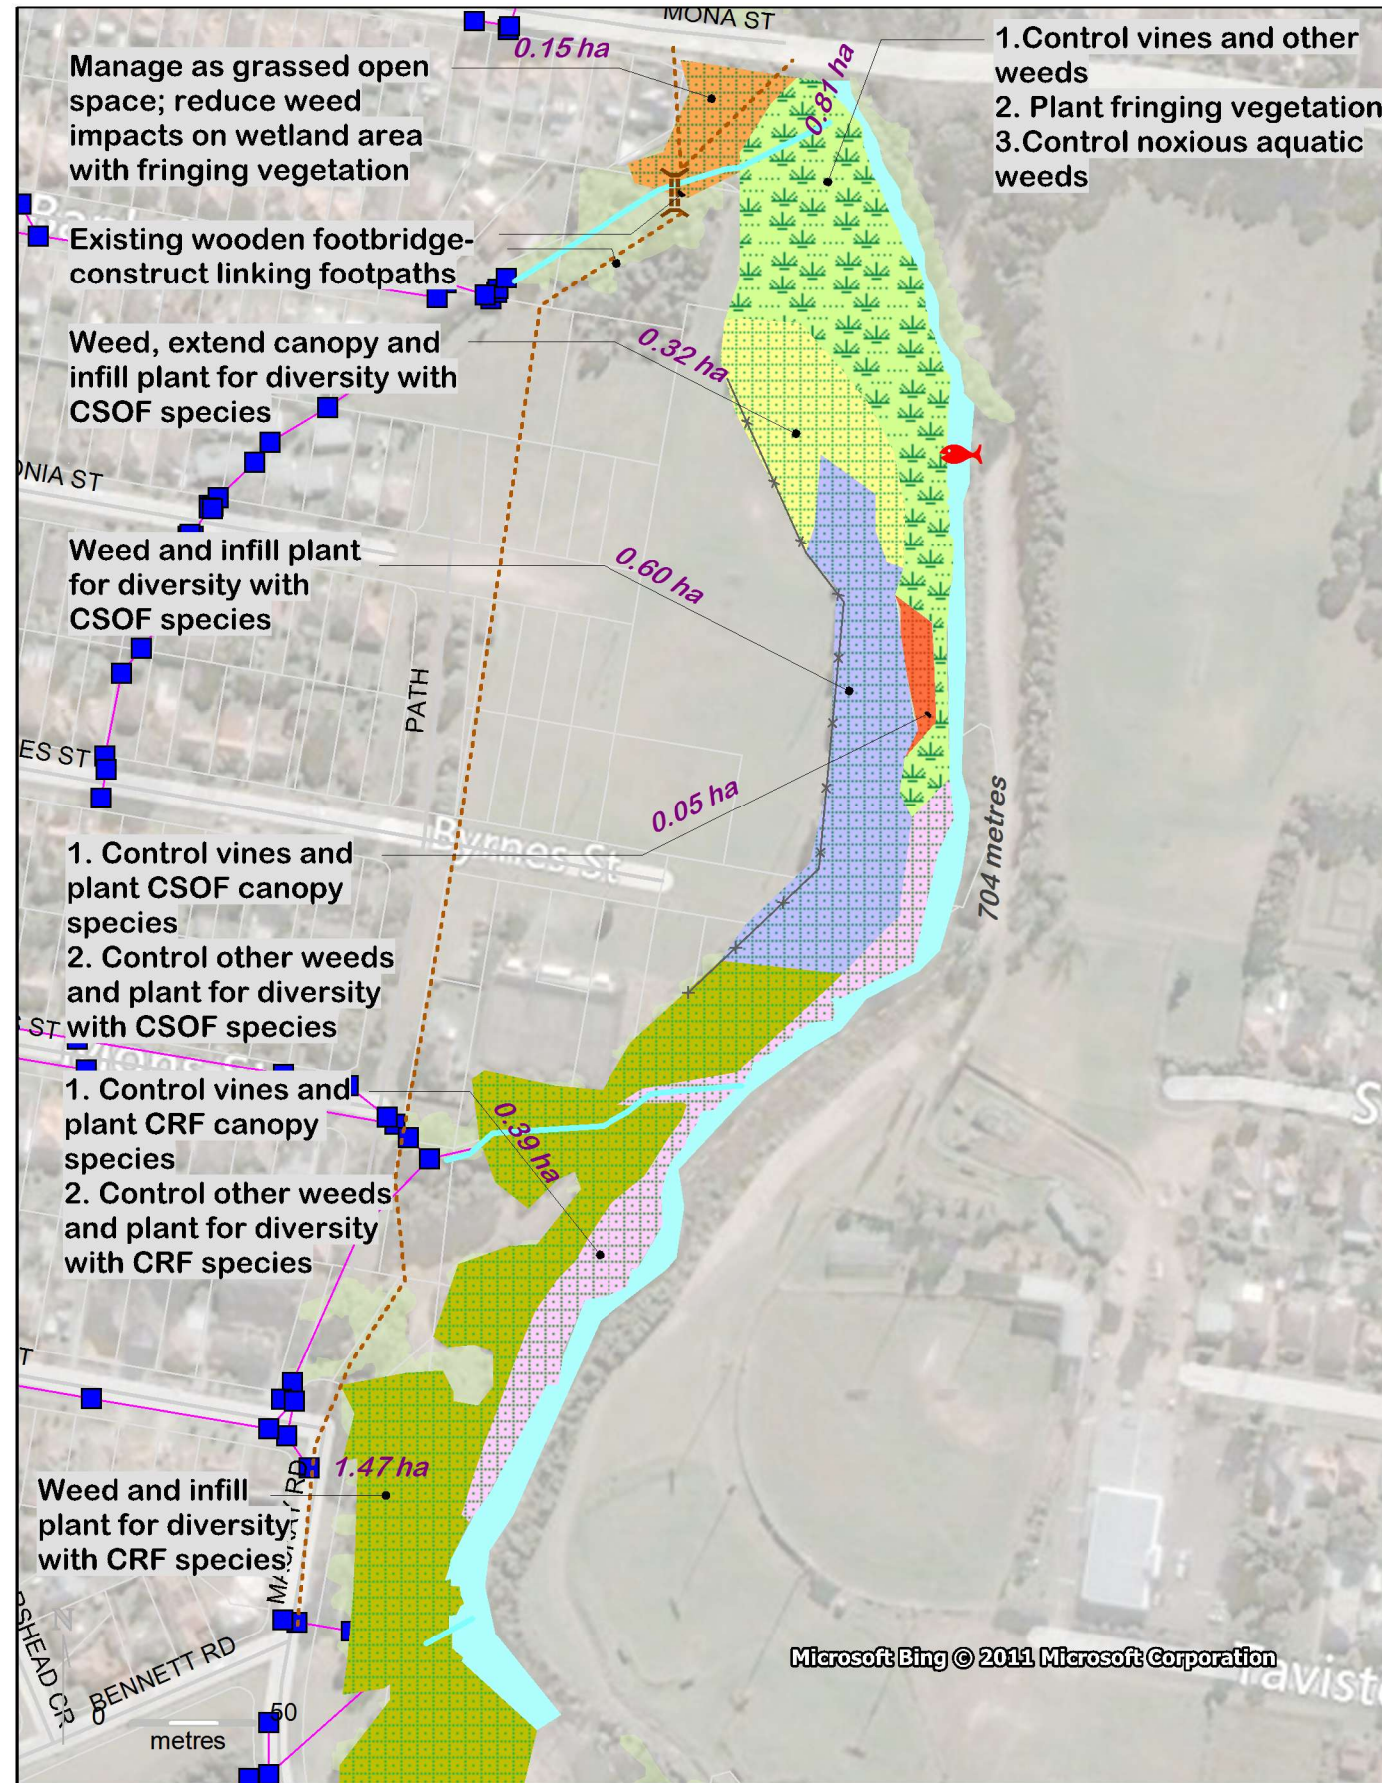 MONA ST
0.15 ha
0.81 ha
Manage as grassed open
space; reduce weed
impacts on wetland area
with fringing vegetation
1.Control vines and other
weeds
2. Plant fringing vegetation
3.Control noxious aquatic
weeds
Existing wooden footbridge-
construct linking footpaths
Weed, extend canopy and
infill plant for diversity with
CSOF species
0.32 ha
ONIA ST
Weed and infill plant
for diversity with
CSOF species
0.60 ha
PATH
ES ST
0.05 ha
704 metres
Byrnes St
1. Control vines and
plant CSOF canopy
species
2. Control other weeds
and plant for diversity
with CSOF species
ST
1. Control vines and
plant CRF canopy
species
2. Control other weeds
and plant for diversity
with CRF species
0.39 ha
S
T
1.47 ha
Weed and infill
plant for diversity
with CRF species
RSHEAD CR
N
BENNETT RD
0
50
metres
Microsoft Bing © 2011 Microsoft Corporation
Tavist